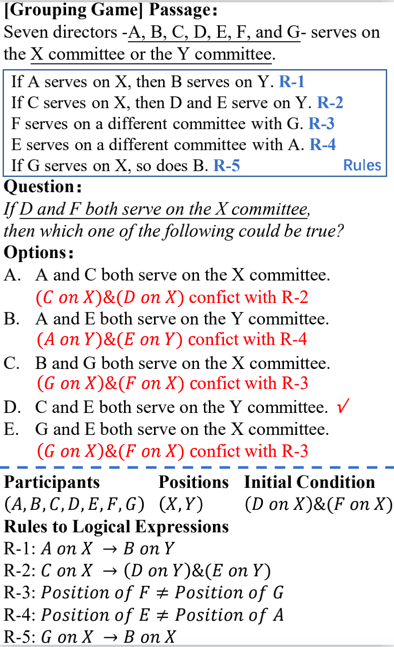 [Grouping Game] Passage:
Seven directors -A, B, C, D, E, F, and G- serves on
the X committee or the Y committee.
If A serves on X, then B serves on Y. R-1
If C serves on X, then D and E serve on Y. R-2
F serves on a different committee with G. R-3
E serves on a different committee with A. R-4
If G serves on X, so does B. R-5 Rules
Question:
If D and F both serve on the X committee,
then which one of the following could be true?
Options:
A. A and C both serve on the X committee.
(C on X)&(D on X) confict with R-2
B. A and E both serve on the Y committee.
(A on Y)&(E on Y) confict with R-4
C. B and G both serve on the X committee.
(G on X)&(F on X) confict with R-3
D. C and E both serve on the Y committee. √
E. G and E both serve on the X committee.
(G on X)&(F on X) confict with R-3
Participants Positions Initial Condition
(A, B, C, D, E, F, G) (X, Y) (D on X)&(F on X)
Rules to Logical Expressions
R-1: A on X → B on Y
R-2: C on X → (D on Y)&(E on Y)
R-3: Position of F ≠ Position of G
R-4: Position of E ≠ Position of A
R-5: G on X → B on X